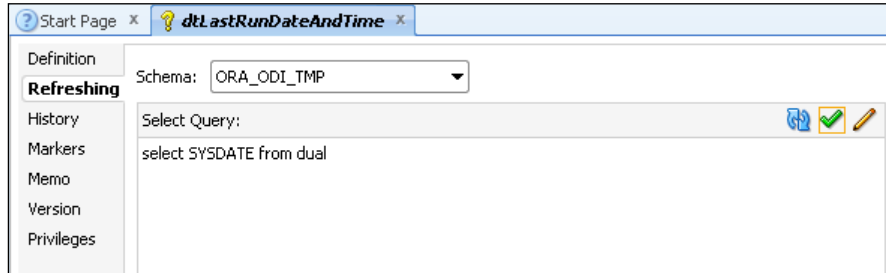 Start Page x dtLastRunDateAndTime x
Definition
Schema: ORA_ODI_TMP
Refreshing
History
Select Query:
Markers
select SYSDATE from dual
Memo
Version
Privileges